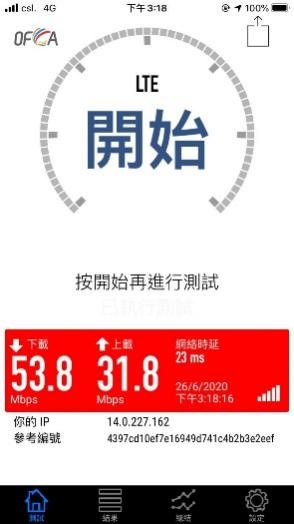 csl. 4G 下午3:18 100%
OFCA
LTE
開始
按開始再進行測試
已執行測試
下載 上載 網絡時延
53.8 31.8 23 ms
Mbps Mbps 26/6/2020
下午3:18:16
你的 IP 14.0.227.162
參考編號 4397cd10ef7e16949d741c4b2b3e2eef
測試 結果 總結 設定